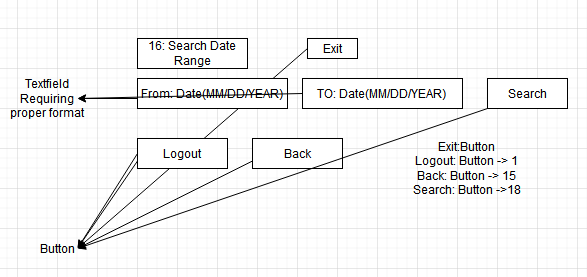 16: Search Date
Range
Exit
Textfield
Requiring
proper format
From: Date(MM/DD/YEAR)
TO: Date(MM/DD/YEAR)
Search
Logout
Back
Exit:Button
Logout: Button -> 1
Back: Button -> 15
Search: Button ->18
Button